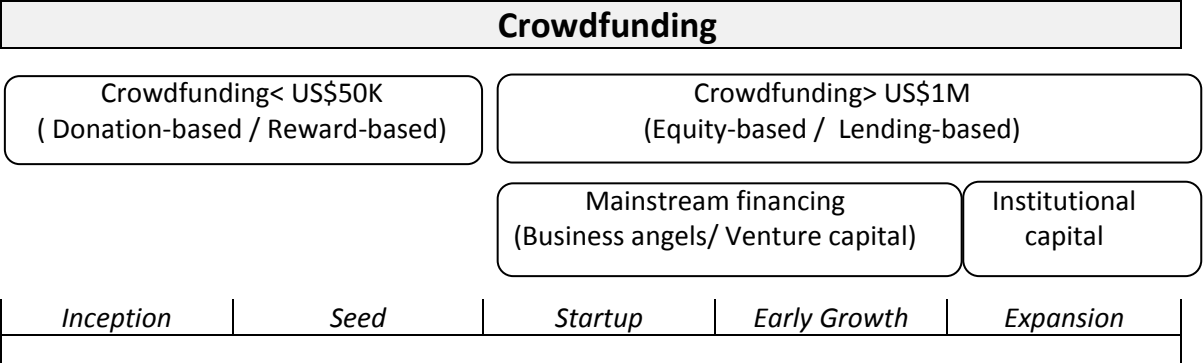 Crowdfunding
Crowdfunding< US$50K
( Donation-based / Reward-based)
Crowdfunding> US$1M
(Equity-based / Lending-based)
Mainstream financing
(Business angels/ Venture capital)
Institutional
capital
Inception
Seed
Startup
Early Growth
Expansion